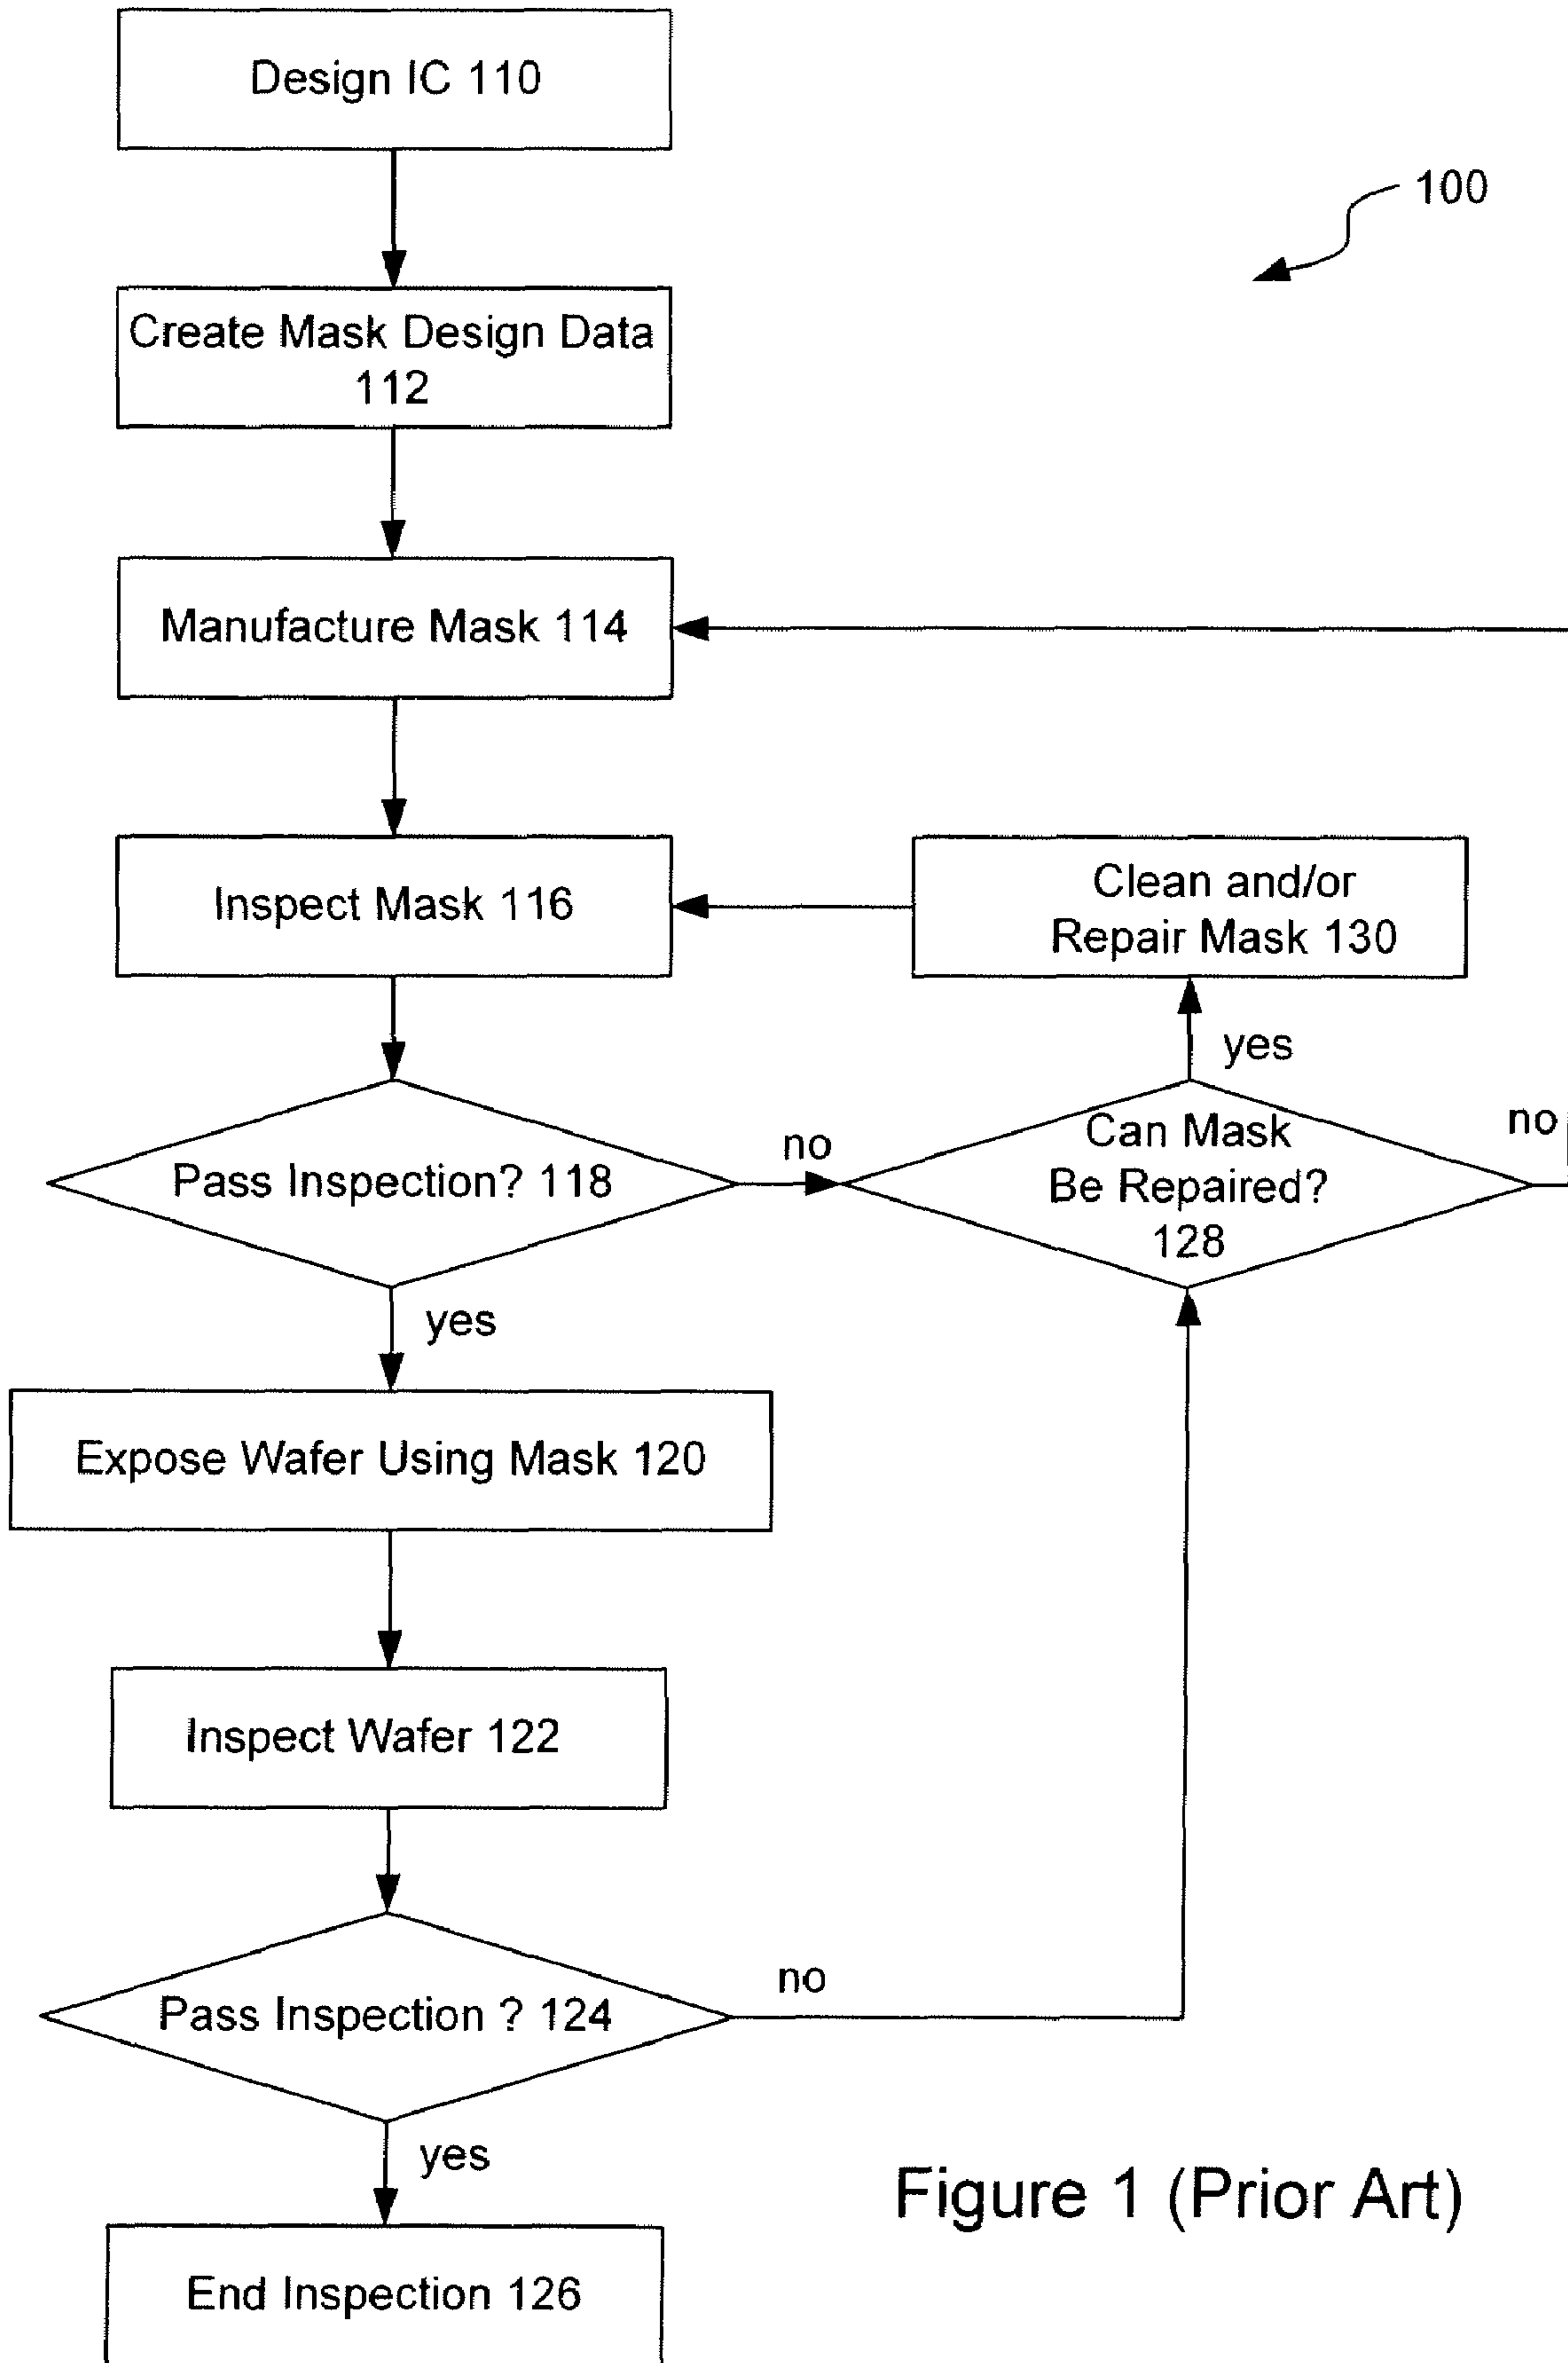 Design IC 110
100
Create Mask Design Data
112
Manufacture Mask 114
Inspect Mask 116
Clean and/or
Repair Mask 130
yes
Pass Inspection? 118
no
Can Mask
Be Repaired?
128
no
yes
Expose Wafer Using Mask 120
Inspect Wafer 122
Pass Inspection ? 124
no
yes
Figure 1 (Prior Art)
End Inspection 126